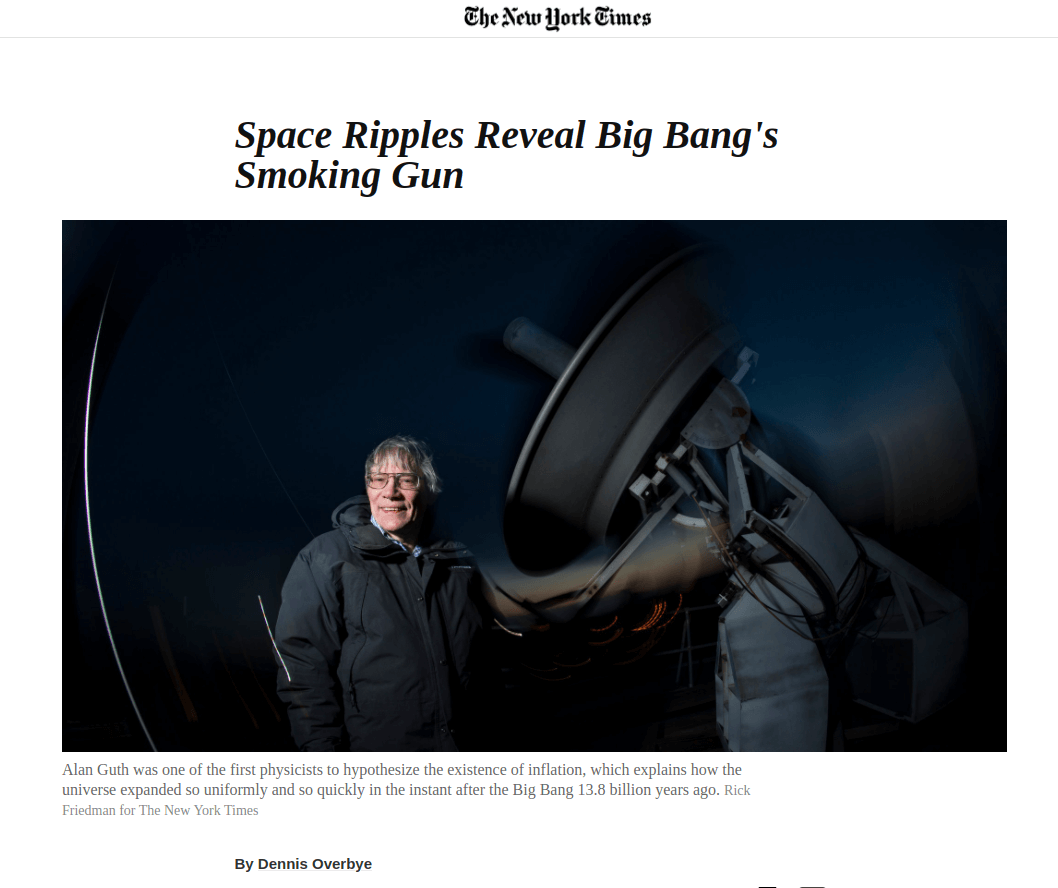 The New York Times
Space Ripples Reveal Big Bang's
Smoking Gun
Alan Guth was one of the first physicists to hypothesize the existence of inflation, which explains how the
universe expanded so uniformly and so quickly in the instant after the Big Bang 13.8 billion years ago. Rick
Friedman for The New York Times
By Dennis Overbye